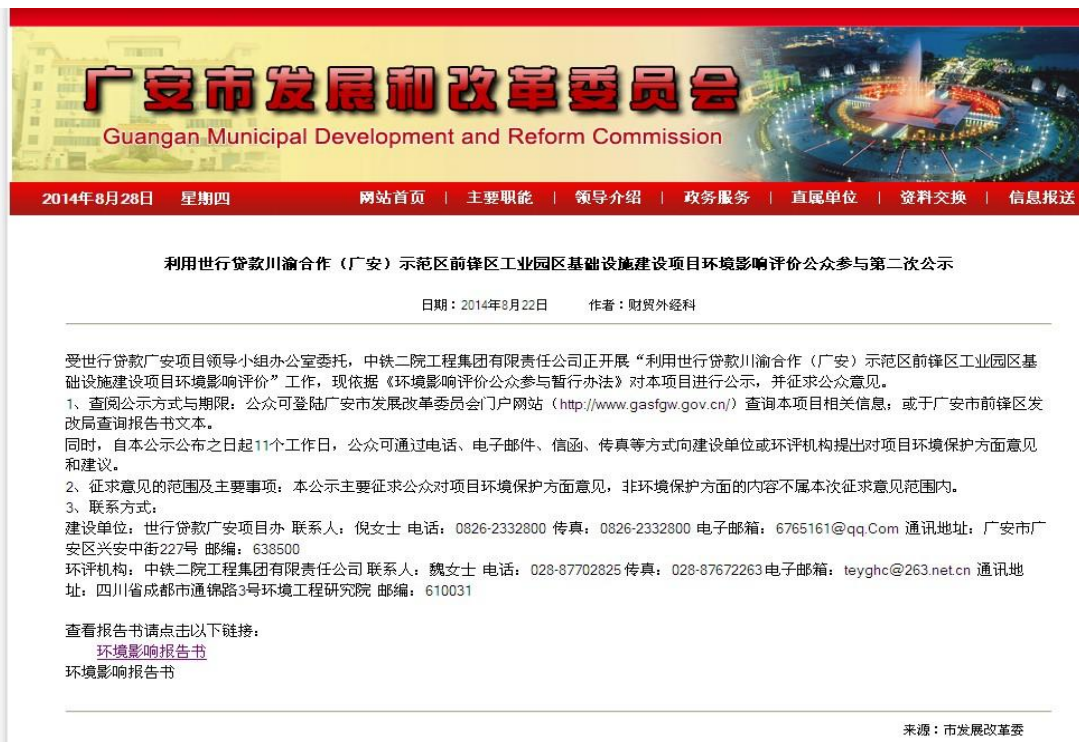 广安市发展和改革委员会
Guangan Municipal Development and Reform Commission
2014年8月28日 星期四 网站首页 | 主要职能 | 领导介绍 | 政务服务 | 直属单位 | 资料交换 | 信息报送
利用世行贷款川渝合作（广安）示范区前锋区工业园区基础设施建设项目环境影响评价公众参与第二次公示
日期：2014年8月22日 作者：财贸外经科
受世行贷款广安项目领导小组办公室委托，中铁二院工程集团有限责任公司正开展“利用世行贷款川渝合作（广安）示范区前锋区工业园区基
础设施建设项目环境影响评价”工作，现依据《环境影响评价公众参与暂行办法》对本项目进行公示，并征求公众意见。
1、查阅公示方式与期限：公众可登陆广安市发展改革委员会门户网站（http://www.gasfgw.gov.cn/）查询本项目相关信息；或于广安市前锋区发
改局查询报告书文本。
同时，自本公示公布之日起11个工作日，公众可通过电话、电子邮件、信函、传真等方式向建设单位或环评机构提出对项目环境保护方面意见
和建议。
2、征求意见的范围及主要事项：本公示主要征求公众对项目环境保护方面意见，非环境保护方面的内容不属本次征求意见范围内。
3、联系方式：
建设单位：世行贷款广安项目办 联系人：倪女士 电话：0826-2332800 传真：0826-2332800 电子邮箱：6765161@qq.Com 通讯地址：广安市广
安区兴安中街227号 邮编：638500
环评机构：中铁二院工程集团有限责任公司 联系人：魏女士 电话：028-87702825 传真：028-87672263 电子邮箱：teyghc@263.net.cn 通讯地
址：四川省成都市通锦路3号环境工程研究院 邮编：610031
查看报告书请点击以下链接：
环境影响报告书
环境影响报告书
来源：市发展改革委